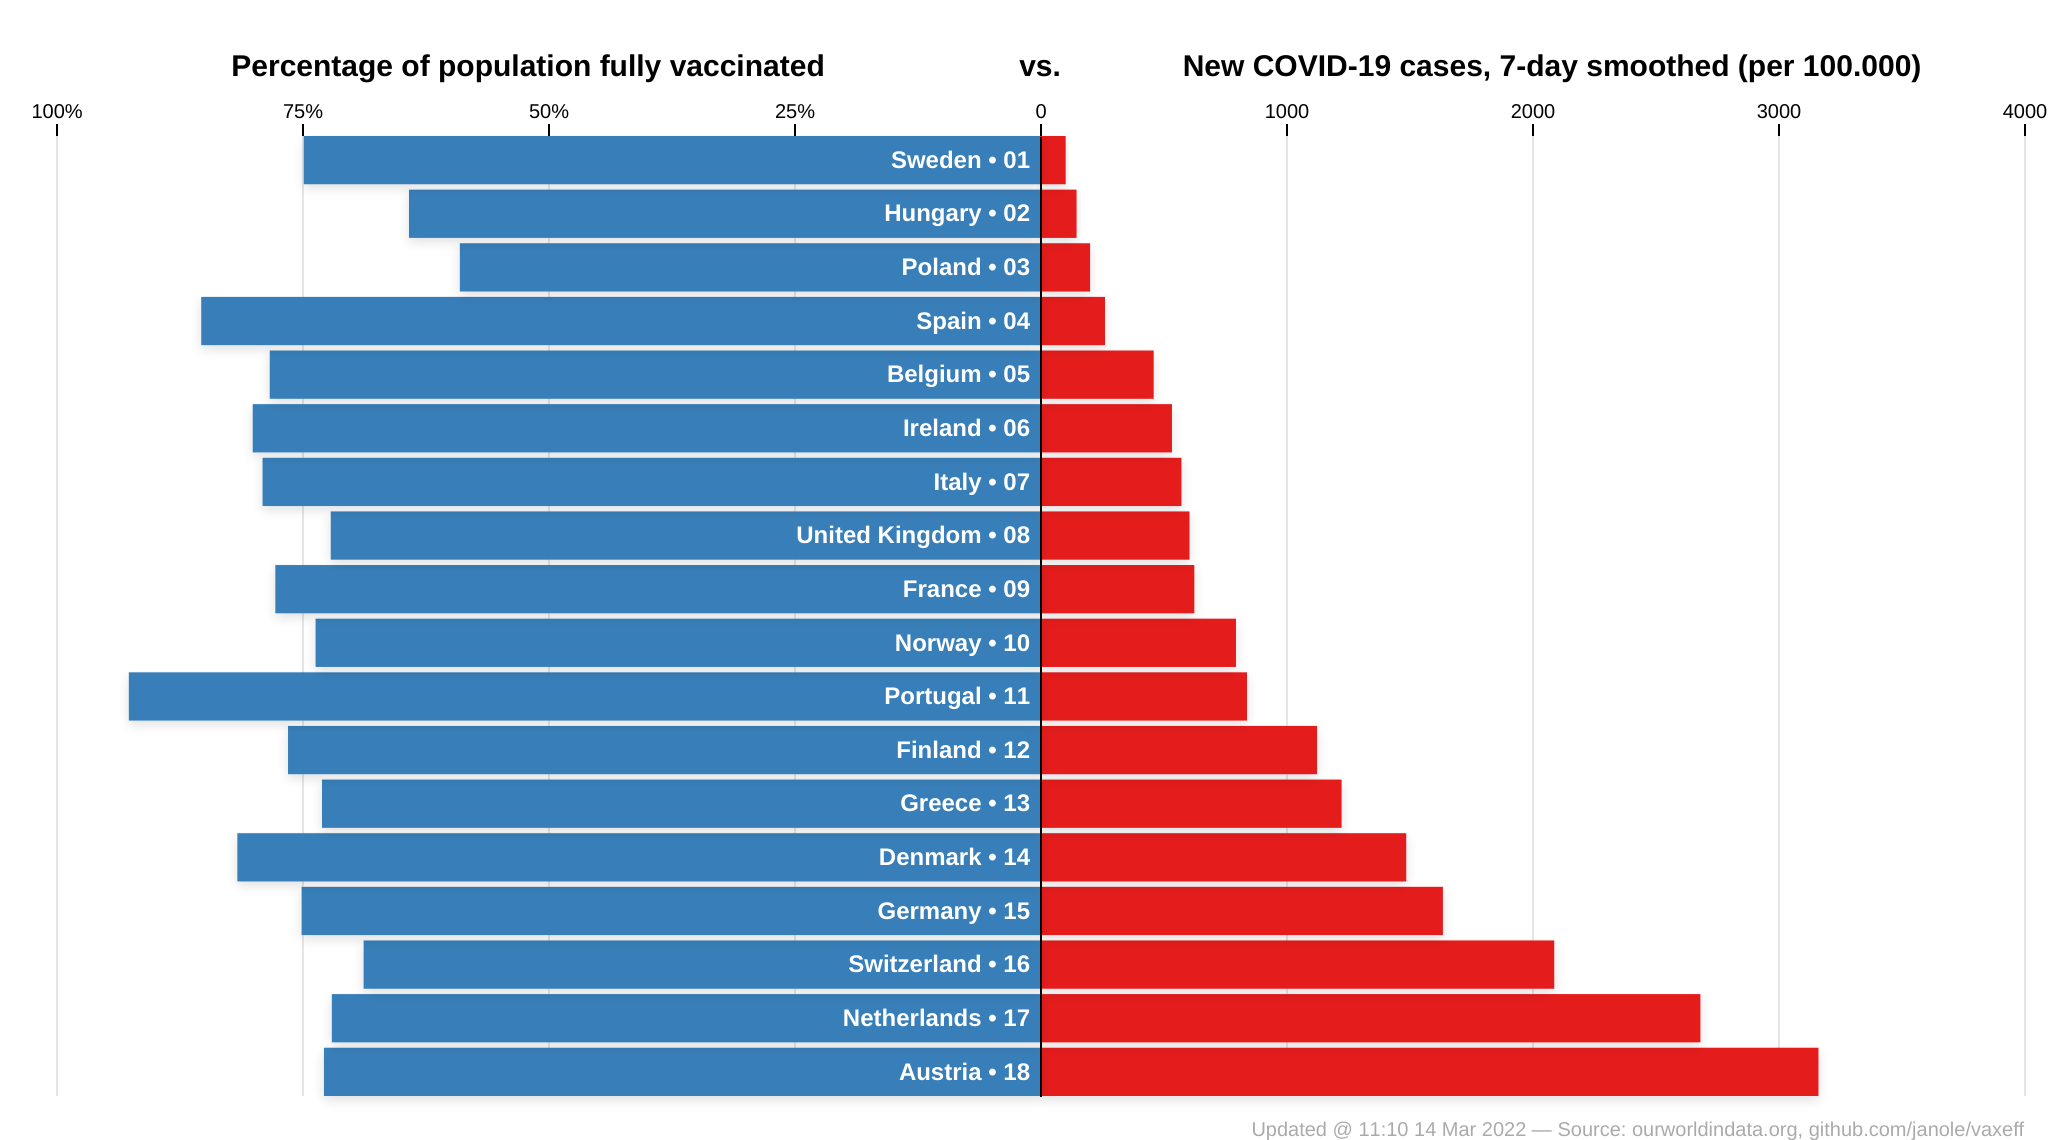 Percentage of population fully vaccinated vs. New COVID-19 cases, 7-day smoothed (per 100.000)
100% 75% 50% 25% 0 1000 2000 3000 4000
Sweden • 01
Hungary • 02
Poland • 03
Spain • 04
Belgium • 05
Ireland • 06
Italy • 07
United Kingdom • 08
France • 09
Norway • 10
Portugal • 11
Finland • 12
Greece • 13
Denmark • 14
Germany • 15
Switzerland • 16
Netherlands • 17
Austria • 18
Updated @ 11:10 14 Mar 2022 — Source: ourworldindata.org, github.com/janole/vaxeff